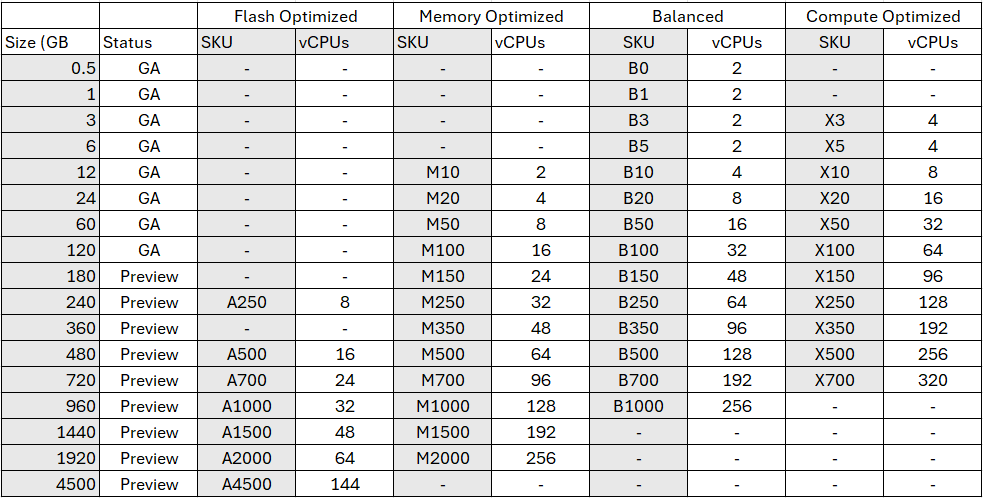 Flash Optimized Memory Optimized Balanced Compute Optimized
Size (GB Status SKU vCPUs SKU vCPUs SKU vCPUs SKU vCPUs
0.5 GA - - - - B0 2 - -
1 GA - - - - B1 2 - -
3 GA - - - - B3 2 X3 4
6 GA - - - - B5 2 X5 4
12 GA - - M10 2 B10 4 X10 8
24 GA - - M20 4 B20 8 X20 16
60 GA - - M50 8 B50 16 X50 32
120 GA - - M100 16 B100 32 X100 64
180 Preview - - M150 24 B150 48 X150 96
240 Preview A250 8 M250 32 B250 64 X250 128
360 Preview - - M350 48 B350 96 X350 192
480 Preview A500 16 M500 64 B500 128 X500 256
720 Preview A700 24 M700 96 B700 192 X700 320
960 Preview A1000 32 M1000 128 B1000 256 - -
1440 Preview A1500 48 M1500 192 - - - -
1920 Preview A2000 64 M2000 256 - - - -
4500 Preview A4500 144 - - - - - -